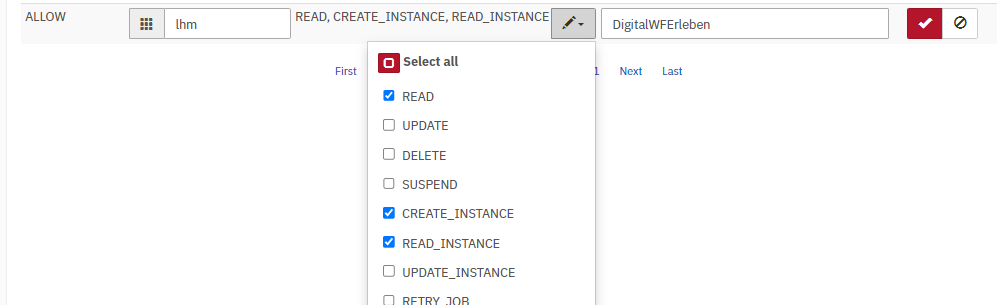 ALLOW lhm READ, CREATE_INSTANCE, READ_INSTANCE DigitalWFErleben
Select all
First 1 Next Last
READ
UPDATE
DELETE
SUSPEND
CREATE_INSTANCE
READ_INSTANCE
UPDATE_INSTANCE
RETRY_JOB